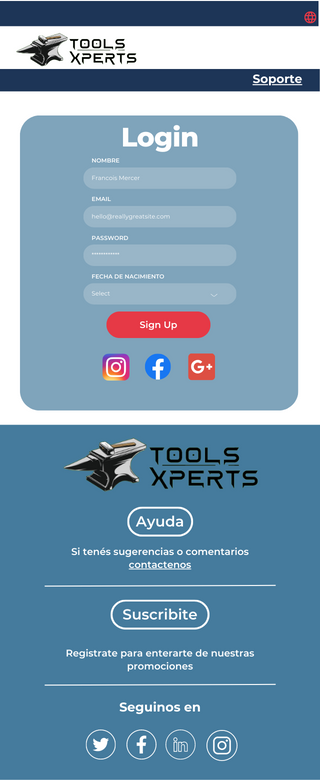 TOOLS
XPERTS
Soporte
Login
NOMBRE
Francois Mercer
EMAIL
hello@reallygreatsite.com
PASSWORD
************
FECHA DE NACIMIENTO
Select
Sign Up
G+
TOOLS
XPERTS
Ayuda
Si tenés sugerencias o comentarios
contactenos
Suscribite
Registrate para enterarte de nuestras
promociones
Seguinos en